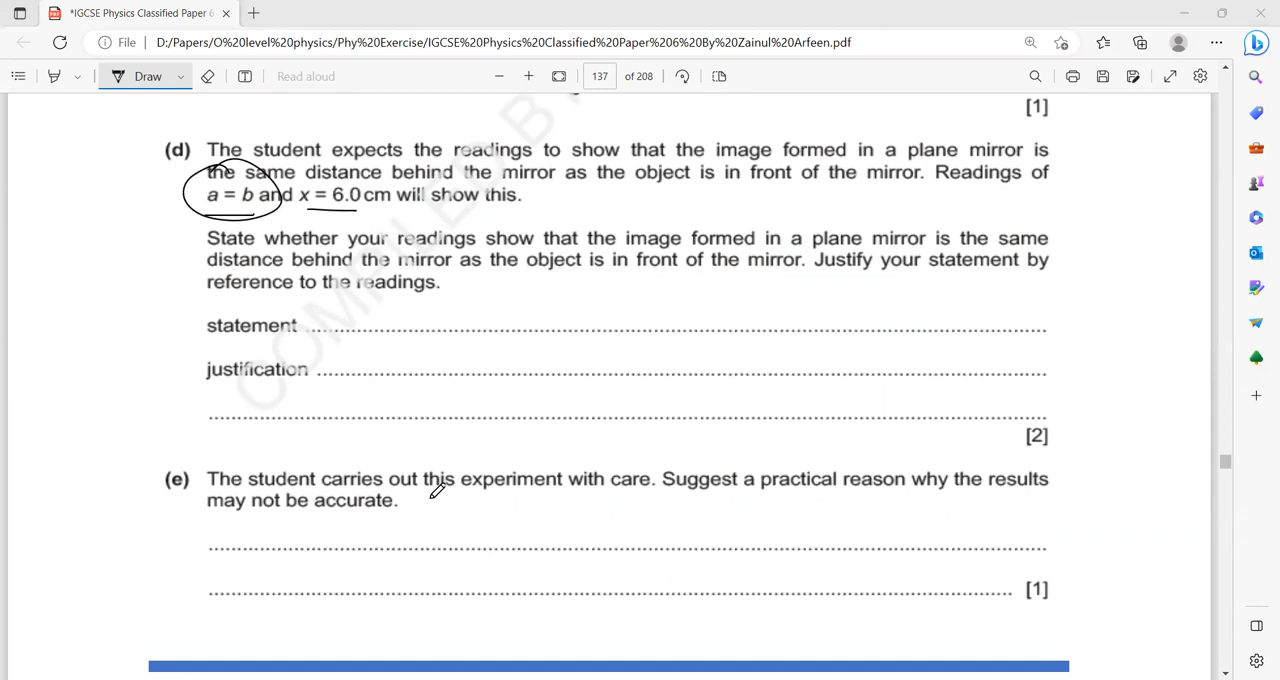 *IGCSE Physics Classified Paper 6
File D:/Papers/O%20level%20physics/Phy%20Exercise/IGCSE%20Physics%20Classified%20Paper%206%20By%20Zainul%20Arfeen.pdf
Draw Read aloud 137 of 208
[1]
(d) The student expects the readings to show that the image formed in a plane mirror is
the same distance behind the mirror as the object is in front of the mirror. Readings of
a = b and x = 6.0 cm will show this.
State whether your readings show that the image formed in a plane mirror is the same
distance behind the mirror as the object is in front of the mirror. Justify your statement by
reference to the readings.
statement
justification
[2]
(e) The student carries out this experiment with care. Suggest a practical reason why the results
may not be accurate.
[1]
COMPILED BY